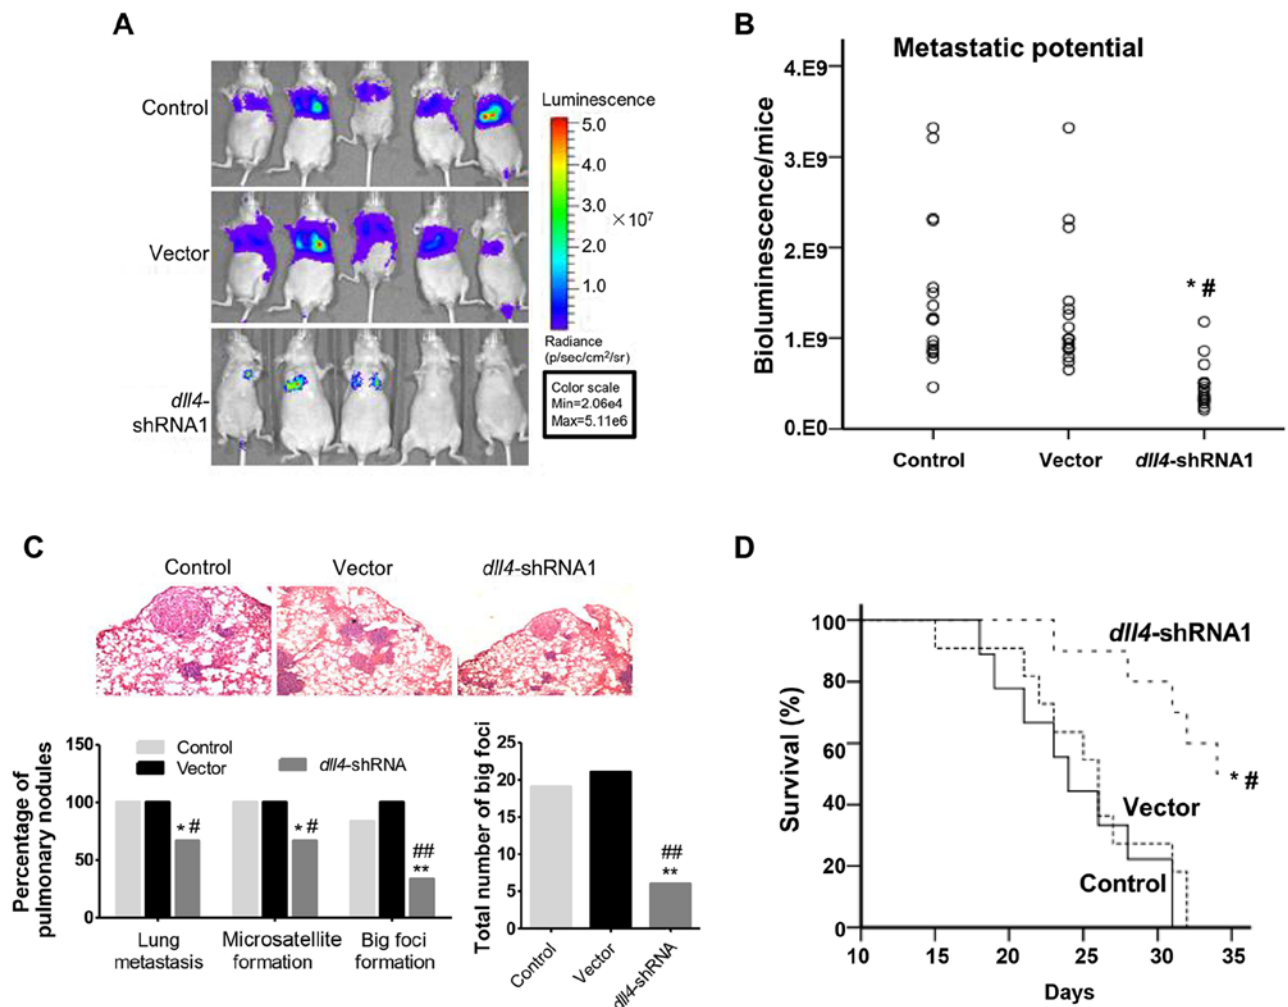 A
Control
Vector
dll4-
shRNA1
Luminescence
5.0
4.0
3.0
×10⁷
2.0
1.0
Radiance
(p/sec/cm²/sr)
Color scale
Min=2.06e4
Max=5.11e6
B
Metastatic potential
Bioluminescence/mice
4.E9
3.E9
2.E9
1.E9
0.E0
* #
Control
Vector
dll4-shRNA1
C
Control
Vector
dll4-shRNA1
Percentage of
pulmonary nodules
150
100
50
0
Control
Vector
dll4-shRNA
* #
* #
##
**
Lung
metastasis
Microsatellite
formation
Big foci
formation
Total number of big foci
25
20
15
10
5
0
##
**
Control
Vector
dll4-shRNA
D
Survival (%)
100
80
60
40
20
0
dll4-shRNA1
* #
Vector
Control
10
15
20
25
30
35
Days